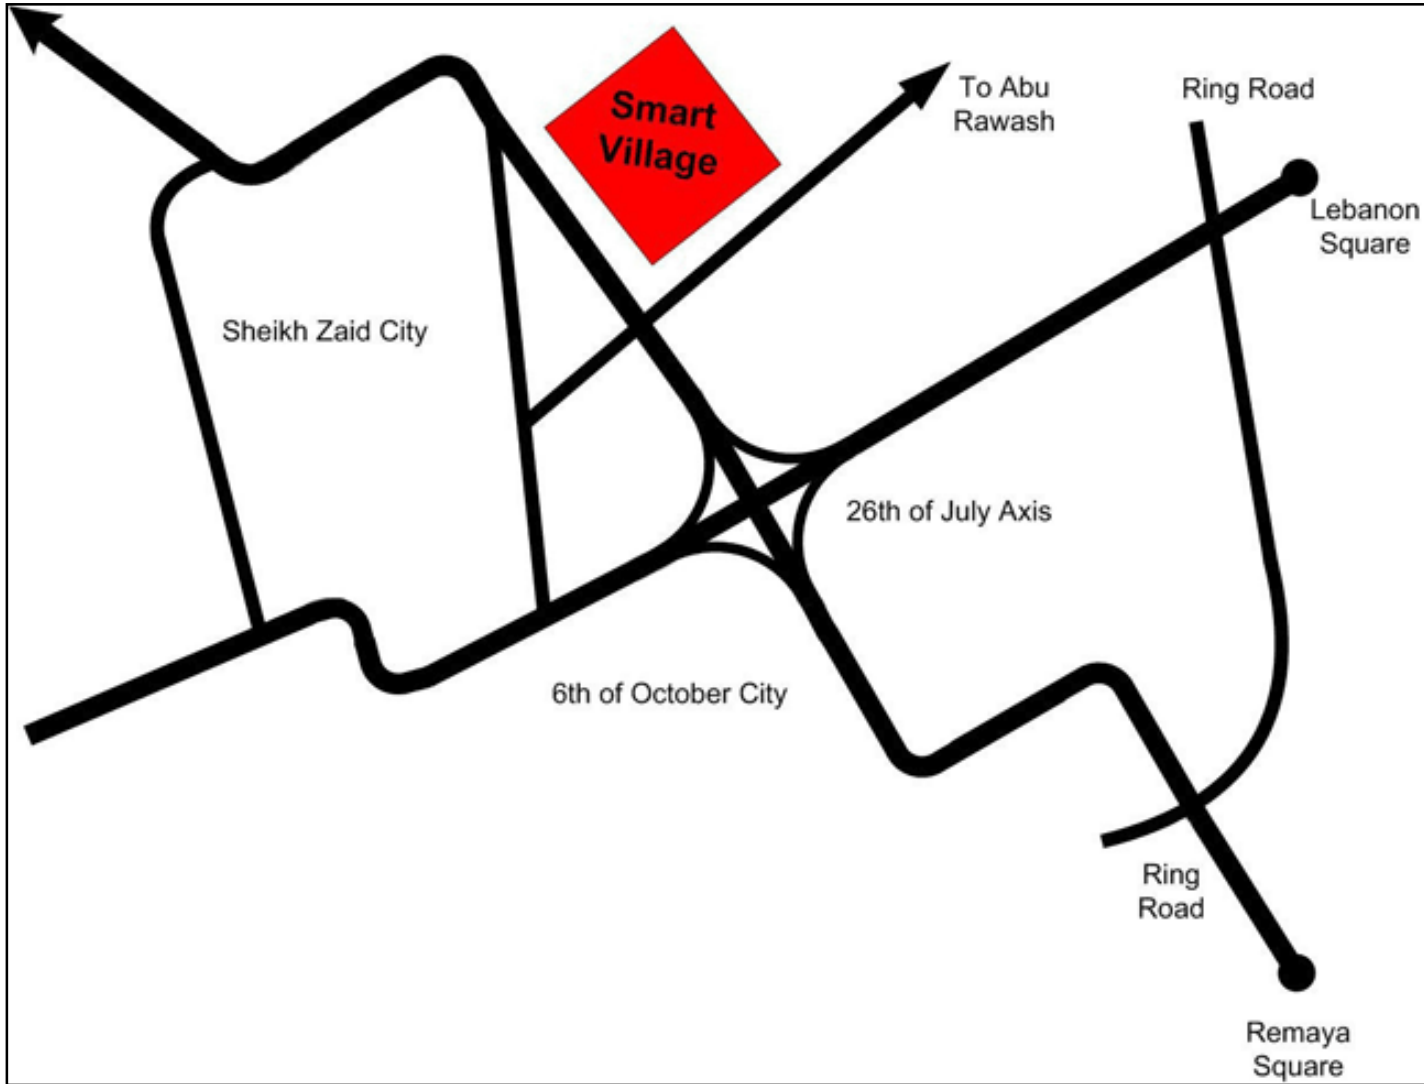 Smart
Village
To Abu
Rawash
Ring Road
Lebanon
Square
Sheikh Zaid City
26th of July Axis
6th of October City
Ring
Road
Remaya
Square